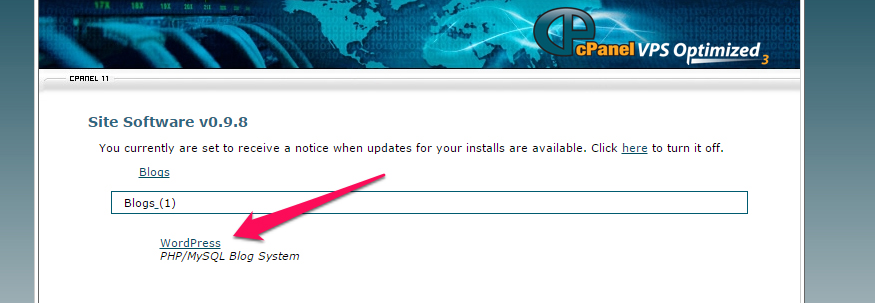 cPanel VPS Optimized 3
CPANEL 11
Site Software v0.9.8
You currently are set to receive a notice when updates for your installs are available. Click here to turn it off.
Blogs
Blogs (1)
WordPress
PHP/MySQL Blog System